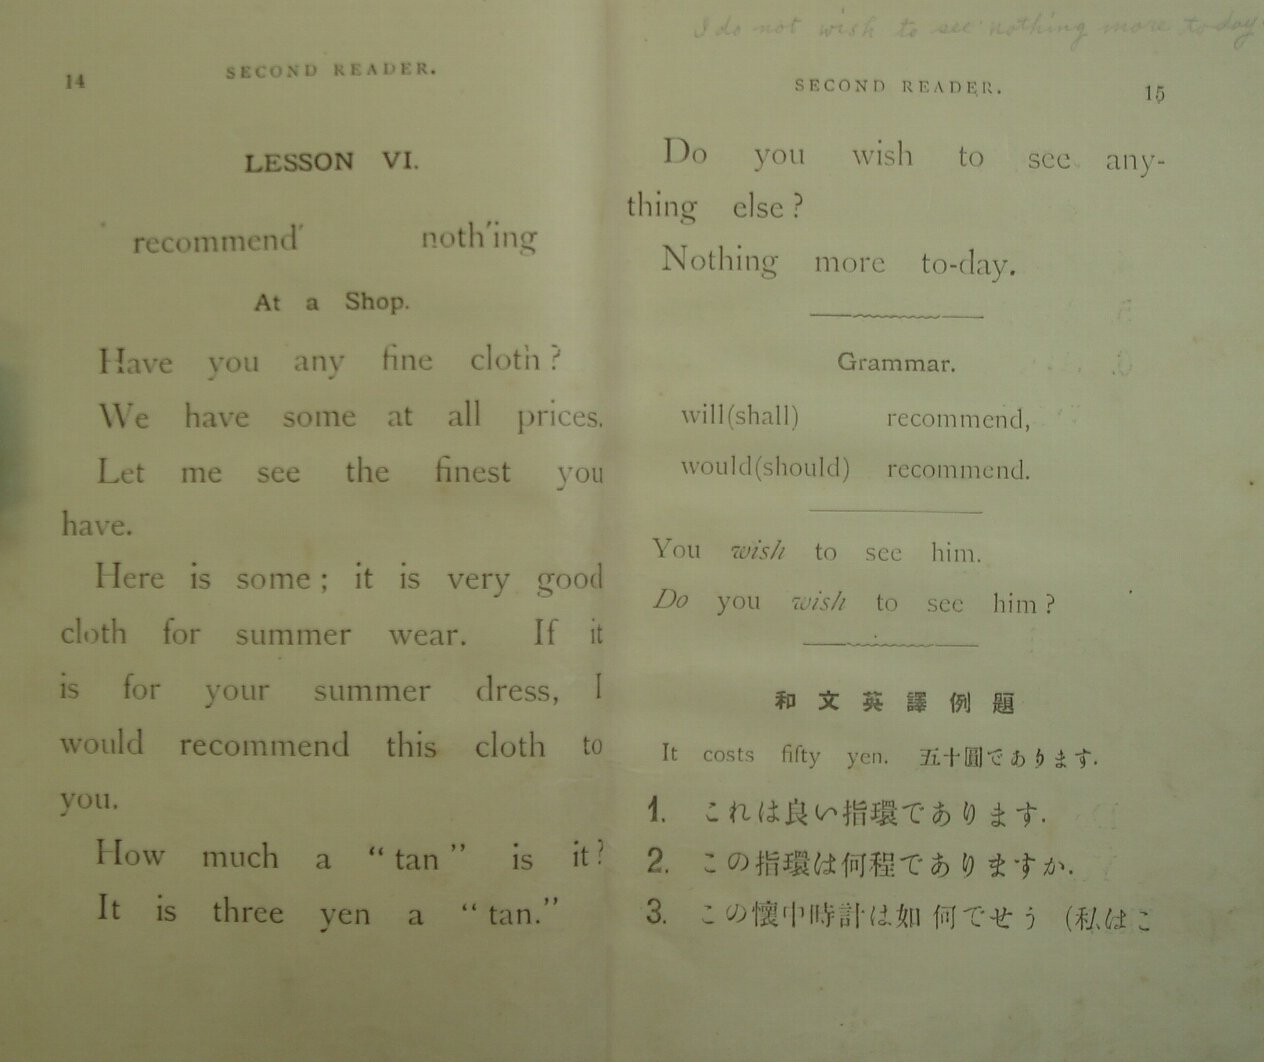 14 SECOND READER.
LESSON VI.
recommend′ noth′ing
At a Shop.
Have you any fine cloth?
We have some at all prices.
Let me see the finest you
have.
Here is some; it is very good
cloth for summer wear. If it
is for your summer dress, I
would recommend this cloth to
you.
How much a “tan” is it?
It is three yen a “tan.”
I do not wish to see nothing more to day
SECOND READER. 15
Do you wish to see any-
thing else?
Nothing more to-day.
Grammar.
will(shall) recommend,
would(should) recommend.
You wish to see him.
Do you wish to see him?
和文英譯例題
It costs fifty yen. 五十圓であります.
1. これは良い指環であります.
2. この指環は何程でありますか.
3. この懷中時計は如何でせう (私はこ